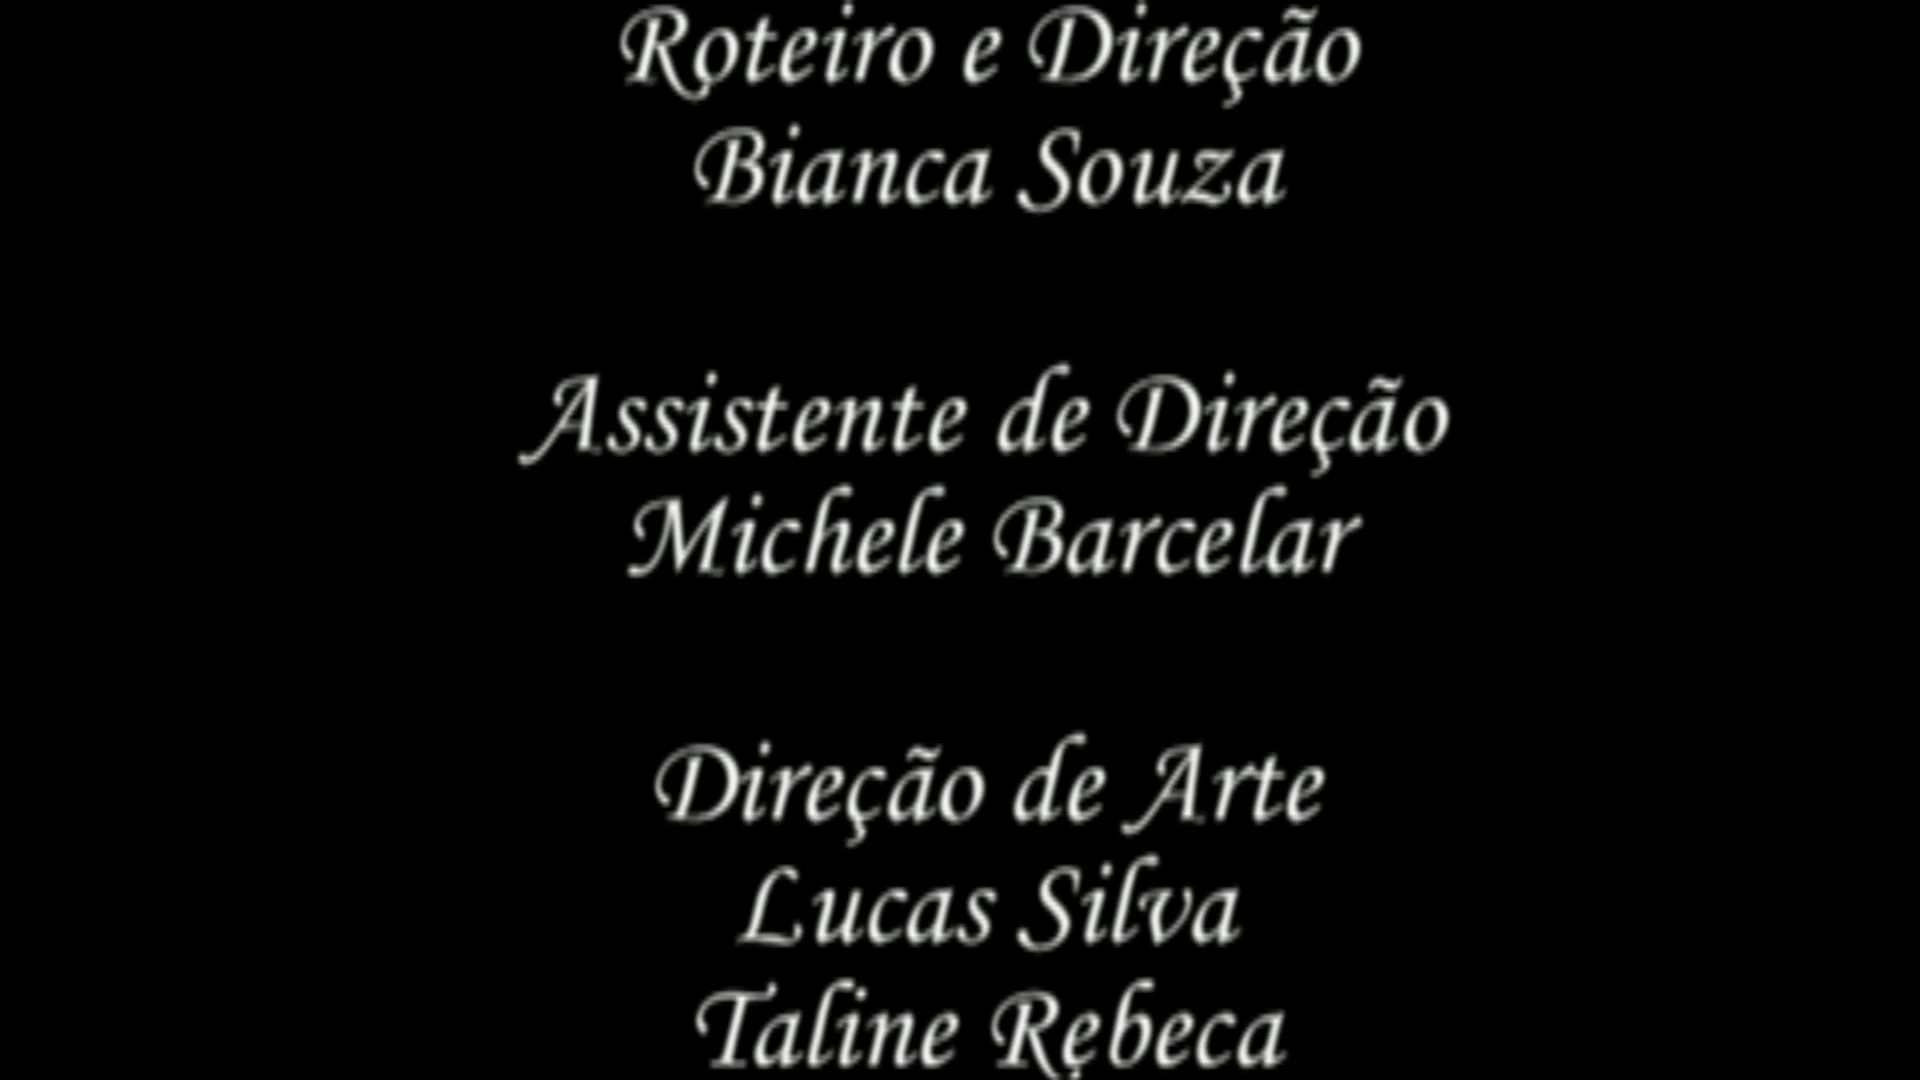 Roteiro e Direção
Bianca Souza
Assistente de Direção
Michele Barcelar
Direção de Arte
Lucas Silva
Taline Rebeca